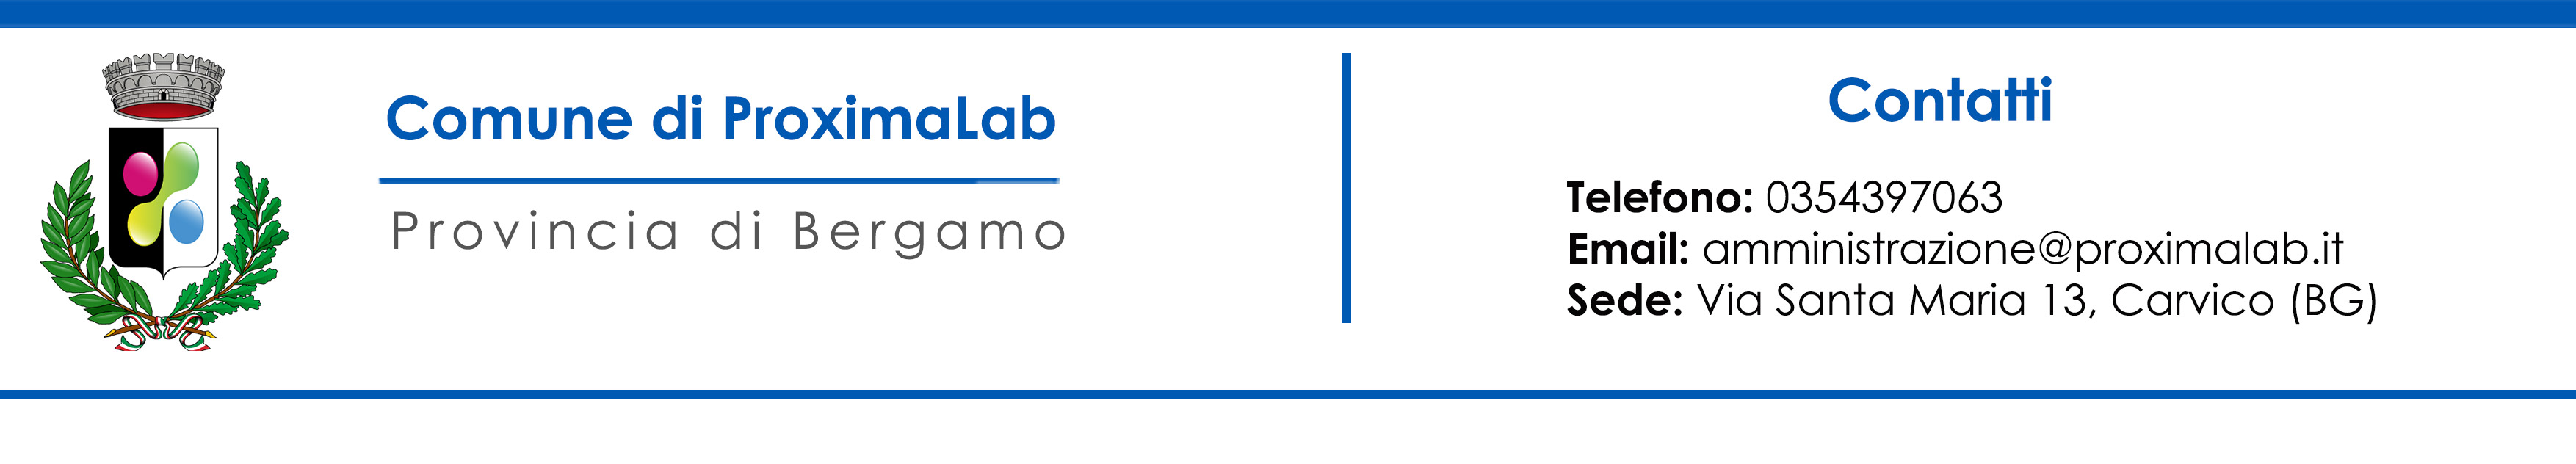 Comune di ProximaLab
Provincia di Bergamo
Contatti
Telefono: 0354397063
Email: amministrazione@proximalab.it
Sede: Via Santa Maria 13, Carvico (BG)